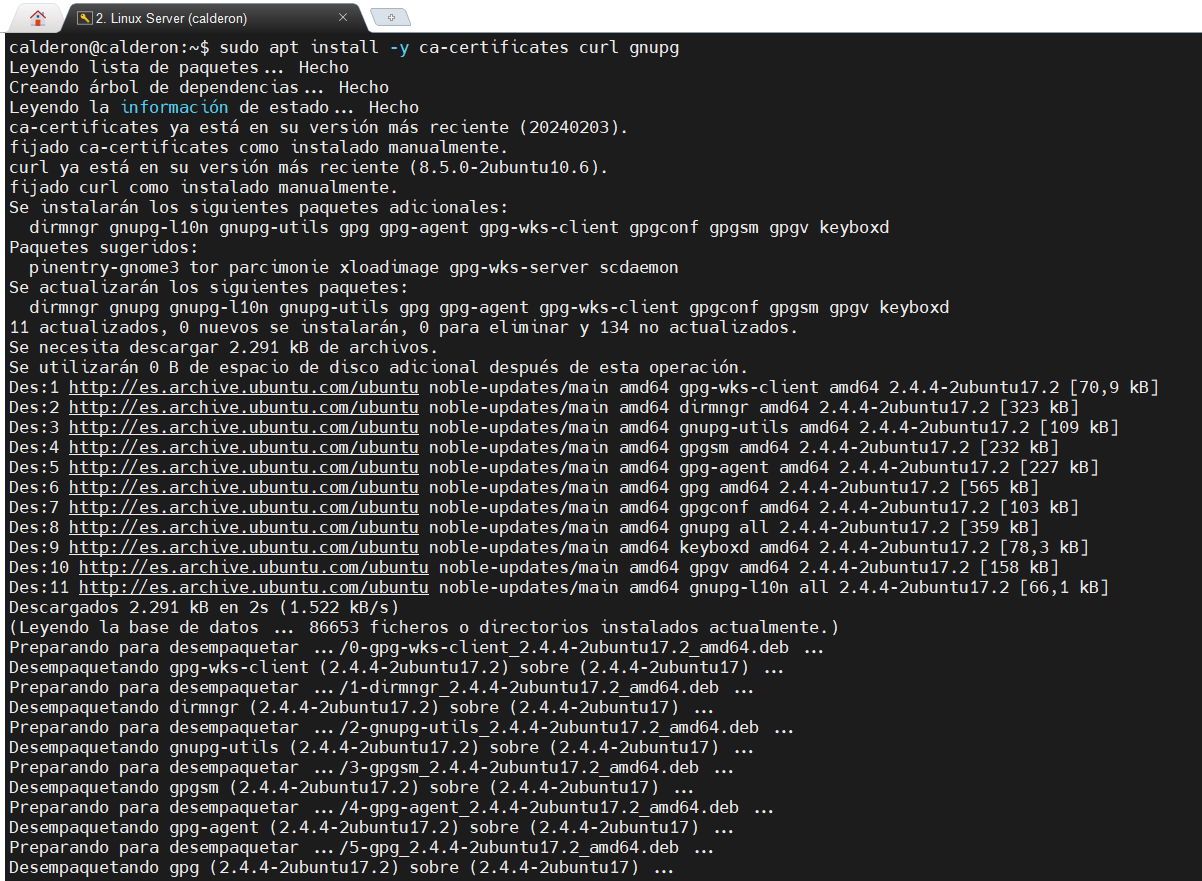 2. Linux Server (calderon)
calderon@calderon:~$ sudo apt install -y ca-certificates curl gnupg
Leyendo lista de paquetes... Hecho
Creando árbol de dependencias... Hecho
Leyendo la información de estado... Hecho
ca-certificates ya está en su versión más reciente (20240203).
fijado ca-certificates como instalado manualmente.
curl ya está en su versión más reciente (8.5.0-2ubuntu10.6).
fijado curl como instalado manualmente.
Se instalarán los siguientes paquetes adicionales:
  dirmngr gnupg-l10n gnupg-utils gpg gpg-agent gpg-wks-client gpgconf gpgsm gpgv keyboxd
Paquetes sugeridos:
  pinentry-gnome3 tor parcimonie xloadimage gpg-wks-server scdaemon
Se actualizarán los siguientes paquetes:
  dirmngr gnupg gnupg-l10n gnupg-utils gpg gpg-agent gpg-wks-client gpgconf gpgsm gpgv keyboxd
11 actualizados, 0 nuevos se instalarán, 0 para eliminar y 134 no actualizados.
Se necesita descargar 2.291 kB de archivos.
Se utilizarán 0 B de espacio de disco adicional después de esta operación.
Des:1 http://es.archive.ubuntu.com/ubuntu noble-updates/main amd64 gpg-wks-client amd64 2.4.4-2ubuntu17.2 [70,9 kB]
Des:2 http://es.archive.ubuntu.com/ubuntu noble-updates/main amd64 dirmngr amd64 2.4.4-2ubuntu17.2 [323 kB]
Des:3 http://es.archive.ubuntu.com/ubuntu noble-updates/main amd64 gnupg-utils amd64 2.4.4-2ubuntu17.2 [109 kB]
Des:4 http://es.archive.ubuntu.com/ubuntu noble-updates/main amd64 gpgsm amd64 2.4.4-2ubuntu17.2 [232 kB]
Des:5 http://es.archive.ubuntu.com/ubuntu noble-updates/main amd64 gpg-agent amd64 2.4.4-2ubuntu17.2 [227 kB]
Des:6 http://es.archive.ubuntu.com/ubuntu noble-updates/main amd64 gpg amd64 2.4.4-2ubuntu17.2 [565 kB]
Des:7 http://es.archive.ubuntu.com/ubuntu noble-updates/main amd64 gpgconf amd64 2.4.4-2ubuntu17.2 [103 kB]
Des:8 http://es.archive.ubuntu.com/ubuntu noble-updates/main amd64 gnupg all 2.4.4-2ubuntu17.2 [359 kB]
Des:9 http://es.archive.ubuntu.com/ubuntu noble-updates/main amd64 keyboxd amd64 2.4.4-2ubuntu17.2 [78,3 kB]
Des:10 http://es.archive.ubuntu.com/ubuntu noble-updates/main amd64 gpgv amd64 2.4.4-2ubuntu17.2 [158 kB]
Des:11 http://es.archive.ubuntu.com/ubuntu noble-updates/main amd64 gnupg-l10n all 2.4.4-2ubuntu17.2 [66,1 kB]
Descargados 2.291 kB en 2s (1.522 kB/s)
(Leyendo la base de datos ... 86653 ficheros o directorios instalados actualmente.)
Preparando para desempaquetar .../0-gpg-wks-client_2.4.4-2ubuntu17.2_amd64.deb ...
Desempaquetando gpg-wks-client (2.4.4-2ubuntu17.2) sobre (2.4.4-2ubuntu17) ...
Preparando para desempaquetar .../1-dirmngr_2.4.4-2ubuntu17.2_amd64.deb ...
Desempaquetando dirmngr (2.4.4-2ubuntu17.2) sobre (2.4.4-2ubuntu17) ...
Preparando para desempaquetar .../2-gnupg-utils_2.4.4-2ubuntu17.2_amd64.deb ...
Desempaquetando gnupg-utils (2.4.4-2ubuntu17.2) sobre (2.4.4-2ubuntu17) ...
Preparando para desempaquetar .../3-gpgsm_2.4.4-2ubuntu17.2_amd64.deb ...
Desempaquetando gpgsm (2.4.4-2ubuntu17.2) sobre (2.4.4-2ubuntu17) ...
Preparando para desempaquetar .../4-gpg-agent_2.4.4-2ubuntu17.2_amd64.deb ...
Desempaquetando gpg-agent (2.4.4-2ubuntu17.2) sobre (2.4.4-2ubuntu17) ...
Preparando para desempaquetar .../5-gpg_2.4.4-2ubuntu17.2_amd64.deb ...
Desempaquetando gpg (2.4.4-2ubuntu17.2) sobre (2.4.4-2ubuntu17) ...